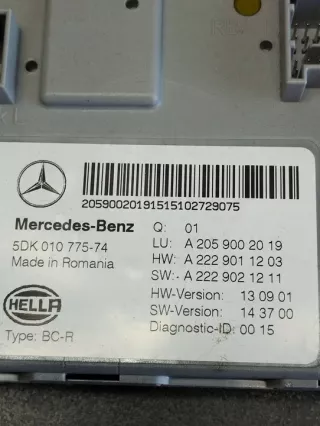 20590020191515102729075
Mercedes-Benz Q: 01
5DK 010 775-74 LU: A 205 900 20 19
Made in Romania HW: A 222 901 12 03
SW:- A 222 902 12 11
HELLA HW-Version: 13 09 01
SW-Version: 14 37 00
Type: BC-R Diagnostic-ID: 00 15